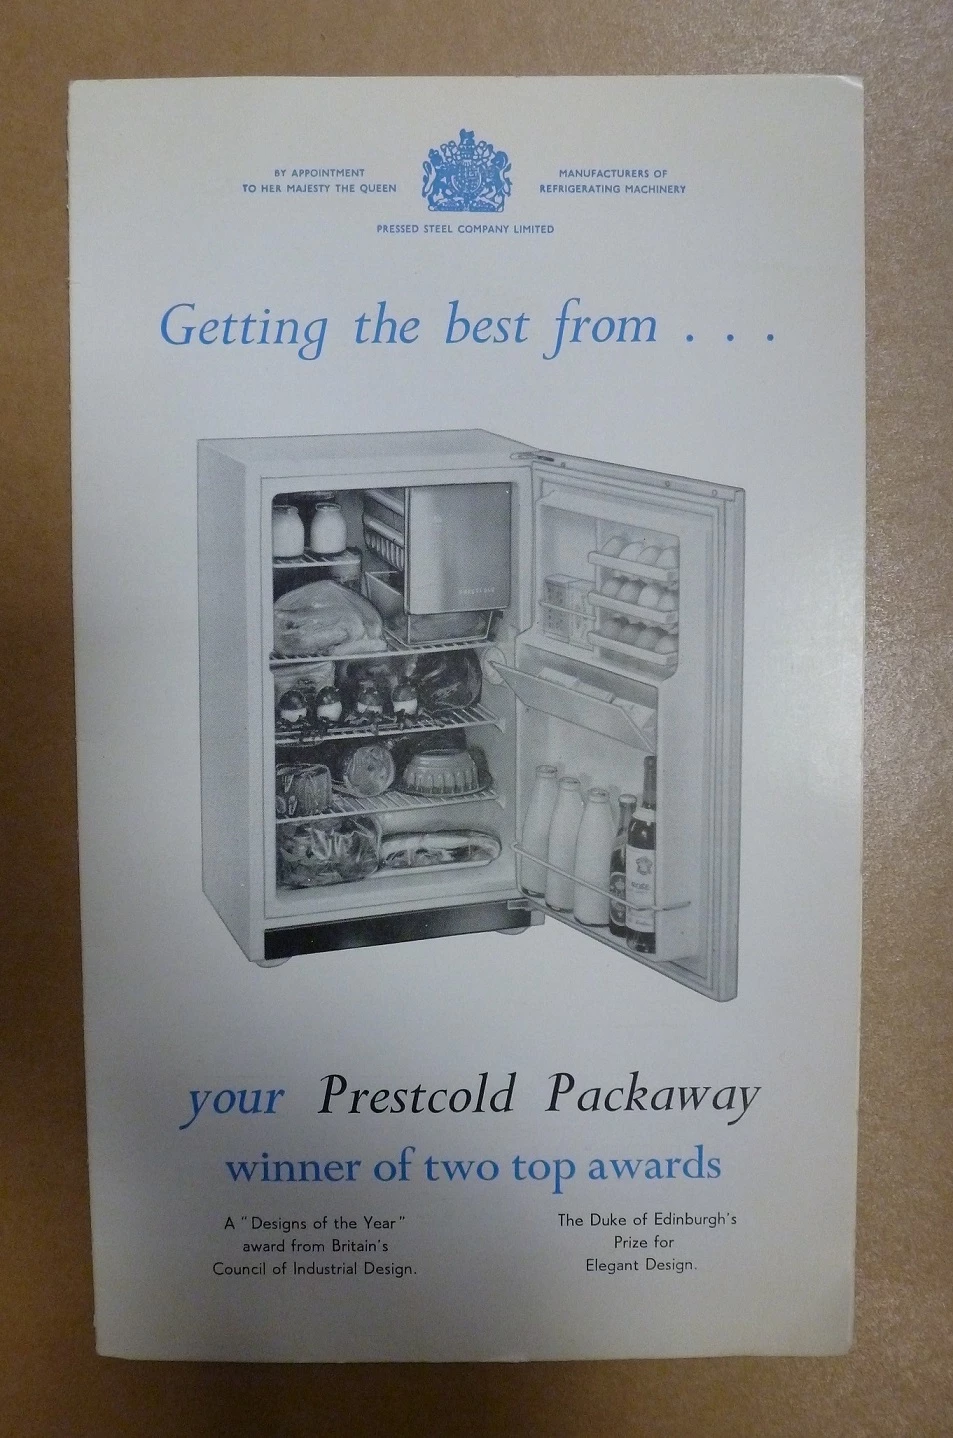 BY APPOINTMENT
TO HER MAJESTY THE QUEEN
MANUFACTURERS OF
REFRIGERATING MACHINERY
PRESSED STEEL COMPANY LIMITED
Getting the best from . . .
PRESTCOLD
your Prestcold Packaway
winner of two top awards
A "Designs of the Year"
award from Britain's
Council of Industrial Design.
The Duke of Edinburgh's
Prize for
Elegant Design.